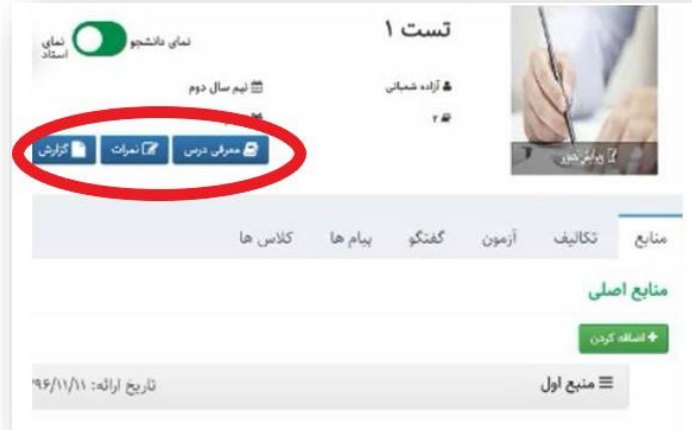 تست ۱
نمای دانشجو
نمای استاد
آزاده شعبانی
نیم سال دوم
۲
ویرایش تصویر
معرفی درس
نمرات
گزارش
منابع
تکالیف
آزمون
گفتگو
پیام ها
کلاس ها
منابع اصلی
+ اضافه کردن
منبع اول
تاریخ ارائه: ۹۶/۱۱/۱۱